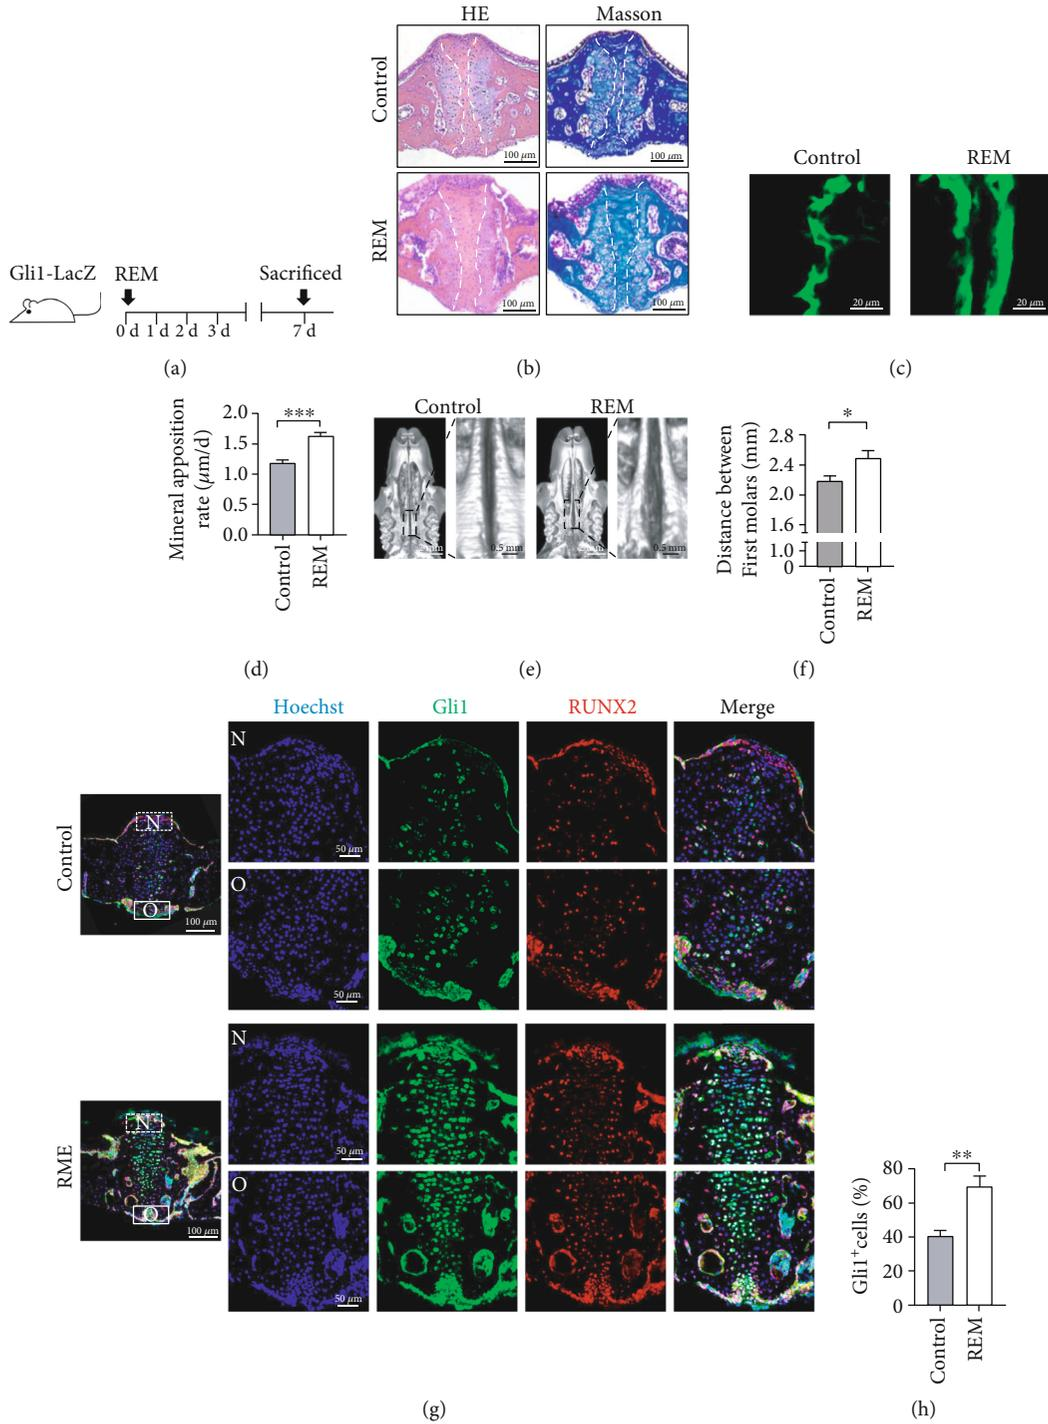 HE Masson
Control
REM
100 μm 100 μm
100 μm 100 μm
Gli1-LacZ REM Sacrificed
0 d 1 d 2 d 3 d 7 d
Control REM
20 μm 20 μm
(a) (b) (c)
Mineral apposition
rate (μm/d)
2.0
1.5
1.0
0.5
0.0
***
Control
REM
Control REM
2 mm 0.5 mm 2 mm 0.5 mm
Distance between
First molars (mm)
2.8
2.4
2.0
1.6
1.0
0
*
Control
REM
(d) (e) (f)
Hoechst Gli1 RUNX2 Merge
Control
N
O
100 μm
N
50 μm
O
50 μm
RME
N
O
100 μm
N
50 μm
O
50 μm
Gli1+cells (%)
80
60
40
20
0
**
Control
REM
(g) (h)